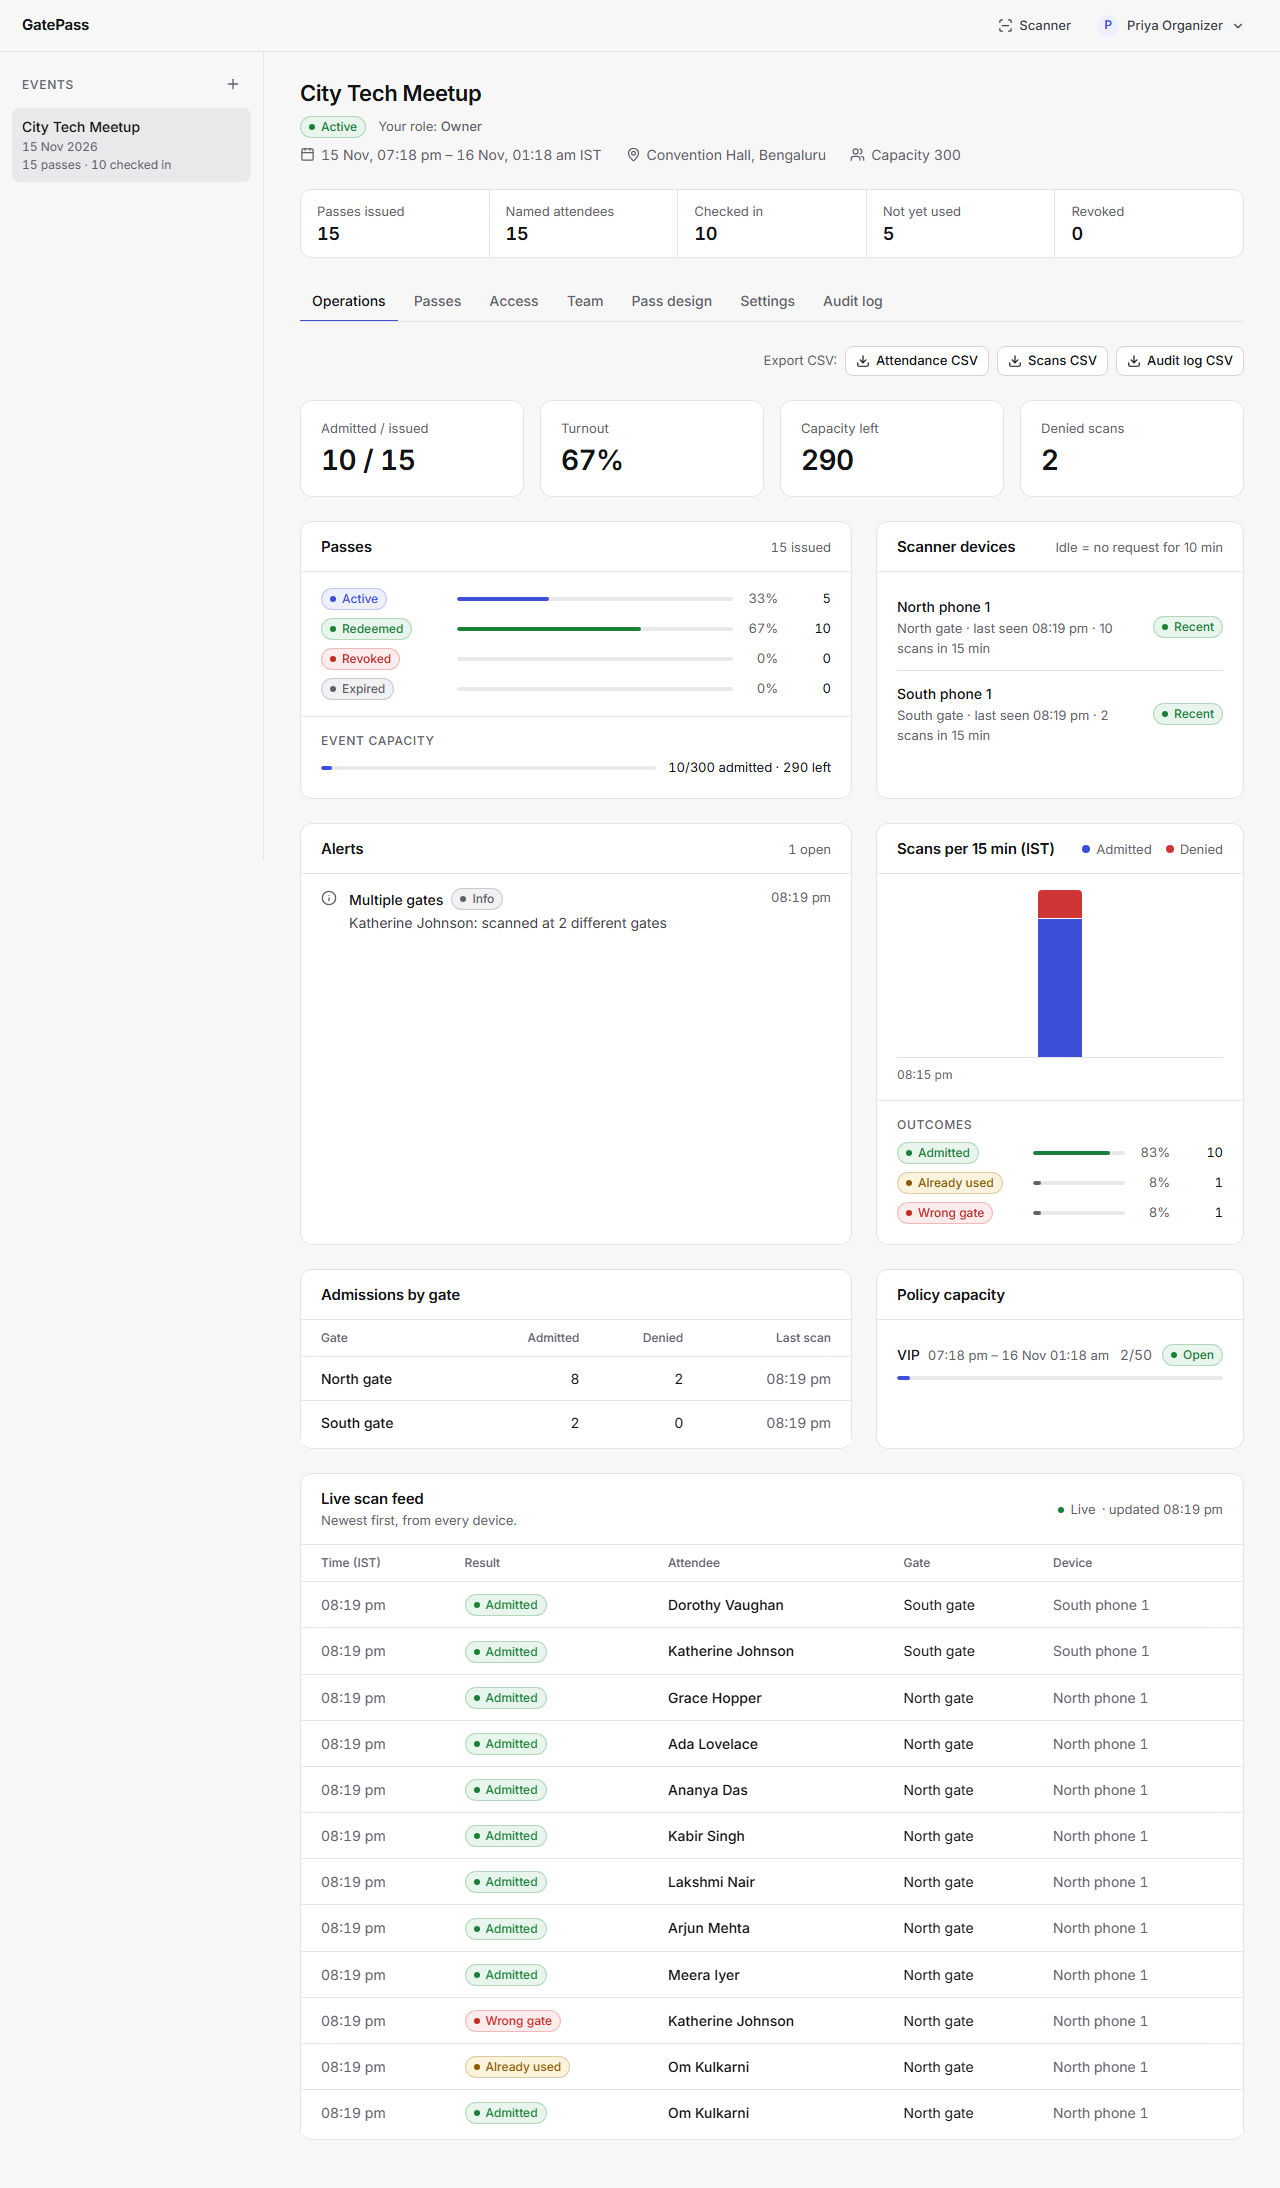 GatePass
Scanner
P Priya Organizer
EVENTS
City Tech Meetup
15 Nov 2026
15 passes · 10 checked in
City Tech Meetup
Active Your role: Owner
15 Nov, 07:18 pm – 16 Nov, 01:18 am IST Convention Hall, Bengaluru Capacity 300
Passes issued
15
Named attendees
15
Checked in
10
Not yet used
5
Revoked
0
Operations Passes Access Team Pass design Settings Audit log
Export CSV: Attendance CSV Scans CSV Audit log CSV
Admitted / issued
10 / 15
Turnout
67%
Capacity left
290
Denied scans
2
Passes 15 issued
Active 33% 5
Redeemed 67% 10
Revoked 0% 0
Expired 0% 0
EVENT CAPACITY
10/300 admitted · 290 left
Scanner devices Idle = no request for 10 min
North phone 1
North gate · last seen 08:19 pm · 10
scans in 15 min
Recent
South phone 1
South gate · last seen 08:19 pm · 2
scans in 15 min
Recent
Alerts 1 open
Multiple gates Info 08:19 pm
Katherine Johnson: scanned at 2 different gates
Scans per 15 min (IST) Admitted Denied
08:15 pm
OUTCOMES
Admitted 83% 10
Already used 8% 1
Wrong gate 8% 1
Admissions by gate
Gate Admitted Denied Last scan
North gate 8 2 08:19 pm
South gate 2 0 08:19 pm
Policy capacity
VIP 07:18 pm – 16 Nov 01:18 am 2/50 Open
Live scan feed
Newest first, from every device.
Live · updated 08:19 pm
Time (IST) Result Attendee Gate Device
08:19 pm Admitted Dorothy Vaughan South gate South phone 1
08:19 pm Admitted Katherine Johnson South gate South phone 1
08:19 pm Admitted Grace Hopper North gate North phone 1
08:19 pm Admitted Ada Lovelace North gate North phone 1
08:19 pm Admitted Ananya Das North gate North phone 1
08:19 pm Admitted Kabir Singh North gate North phone 1
08:19 pm Admitted Lakshmi Nair North gate North phone 1
08:19 pm Admitted Arjun Mehta North gate North phone 1
08:19 pm Admitted Meera Iyer North gate North phone 1
08:19 pm Wrong gate Katherine Johnson North gate North phone 1
08:19 pm Already used Om Kulkarni North gate North phone 1
08:19 pm Admitted Om Kulkarni North gate North phone 1